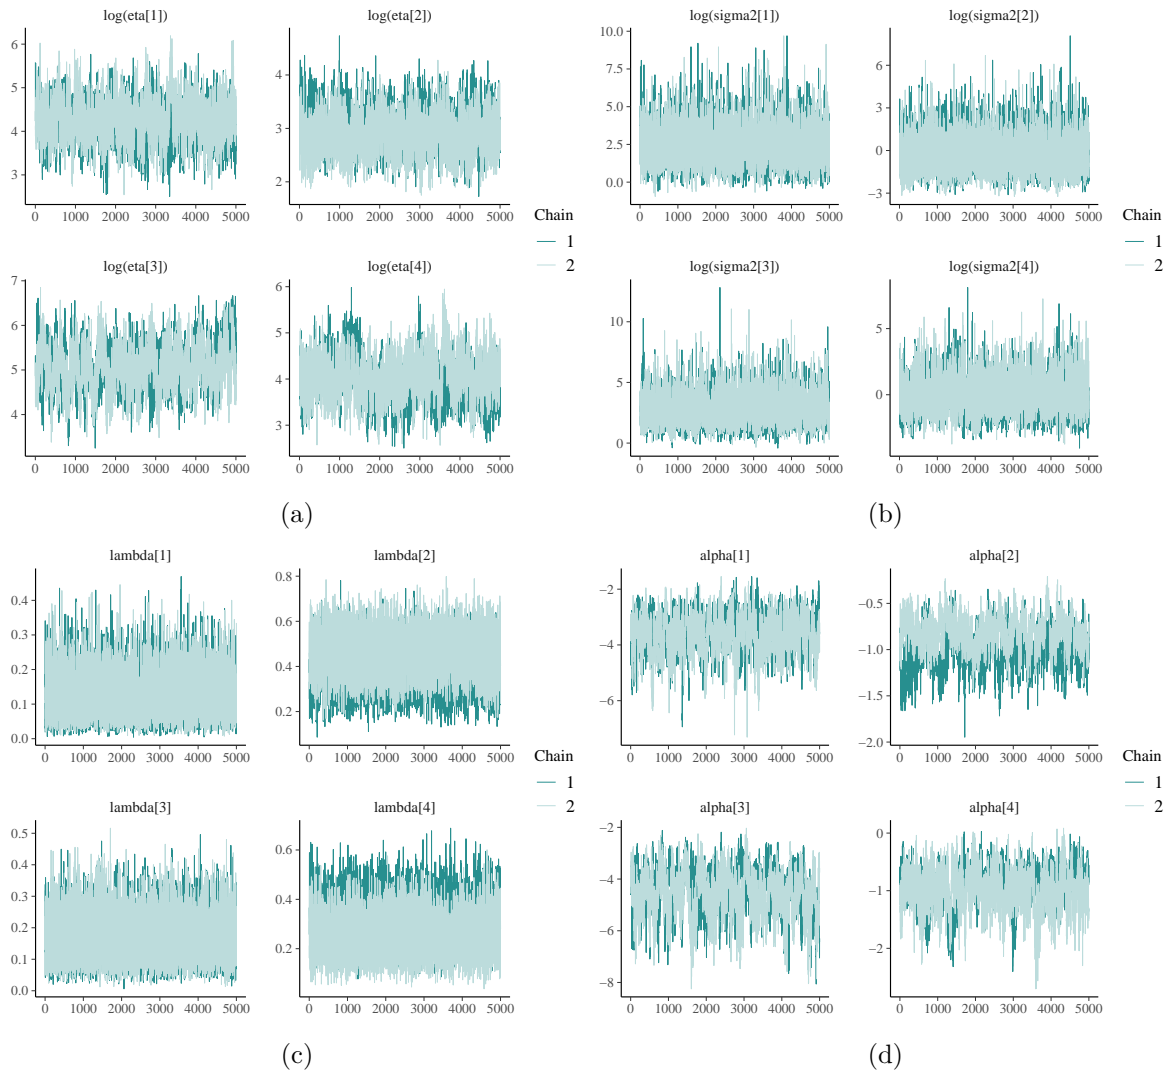 log(eta[1])
log(eta[2])
6
5
4
3
0 1000 2000 3000 4000 5000
4
3
2
0 1000 2000 3000 4000 5000
log(eta[3])
log(eta[4])
7
6
5
4
0 1000 2000 3000 4000 5000
6
5
4
3
0 1000 2000 3000 4000 5000
Chain
1
2
(a)
log(sigma2[1])
log(sigma2[2])
10.0
7.5
5.0
2.5
0.0
0 1000 2000 3000 4000 5000
6
3
0
−3
0 1000 2000 3000 4000 5000
log(sigma2[3])
log(sigma2[4])
10
5
0
0 1000 2000 3000 4000 5000
5
0
0 1000 2000 3000 4000 5000
Chain
1
2
(b)
lambda[1]
lambda[2]
0.4
0.3
0.2
0.1
0.0
0 1000 2000 3000 4000 5000
0.8
0.6
0.4
0.2
0 1000 2000 3000 4000 5000
lambda[3]
lambda[4]
0.5
0.4
0.3
0.2
0.1
0.0
0 1000 2000 3000 4000 5000
0.6
0.4
0.2
0 1000 2000 3000 4000 5000
Chain
1
2
(c)
alpha[1]
alpha[2]
−2
−4
−6
0 1000 2000 3000 4000 5000
−0.5
−1.0
−1.5
−2.0
0 1000 2000 3000 4000 5000
alpha[3]
alpha[4]
−2
−4
−6
−8
0 1000 2000 3000 4000 5000
0
−1
−2
0 1000 2000 3000 4000 5000
Chain
1
2
(d)